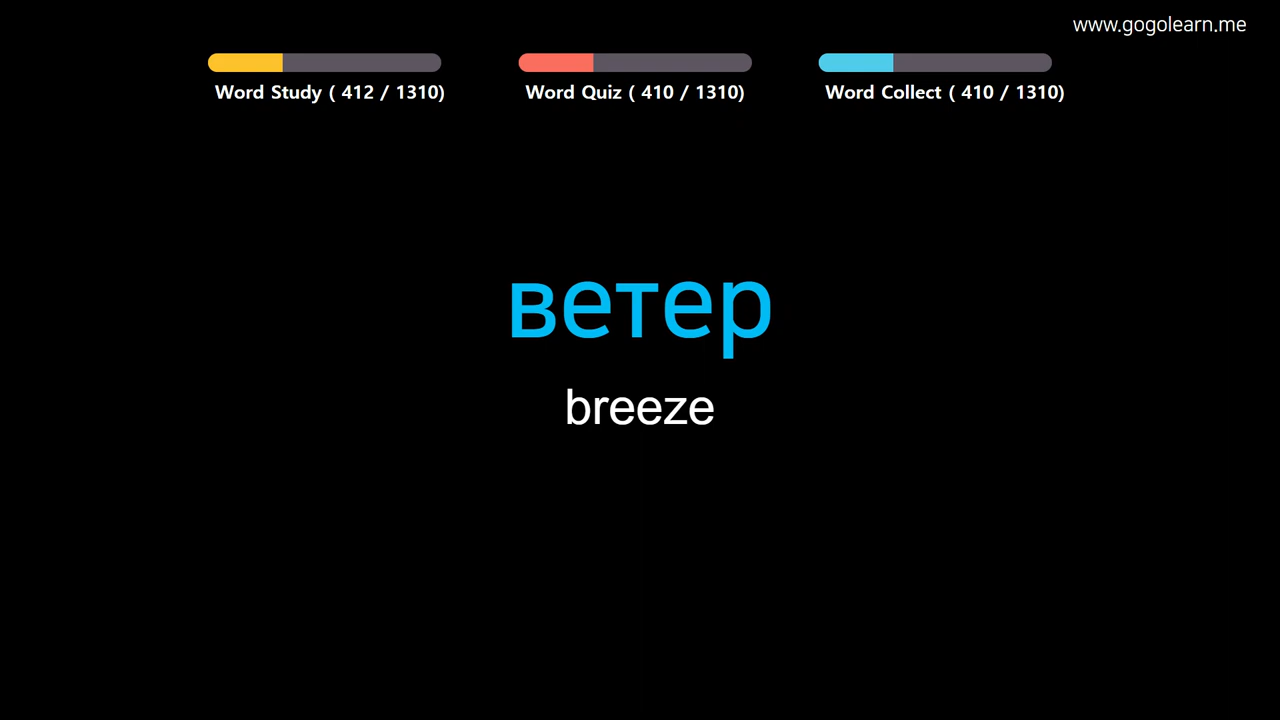 www.gogolearn.me
Word Study ( 412 / 1310)
Word Quiz ( 410 / 1310)
Word Collect ( 410 / 1310)
ветер
breeze